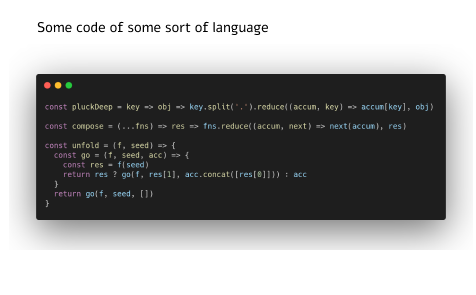 Some code of some sort of language
const pluckDeep = key => obj => key.split('.').reduce((accum, key) => accum[key], obj)
const compose = (...fns) => res => fns.reduce((accum, next) => next(accum), res)
const unfold = (f, seed) => {
  const go = (f, seed, acc) => {
    const res = f(seed)
    return res ? go(f, res[1], acc.concat([res[0]])) : acc
  }
  return go(f, seed, [])
}